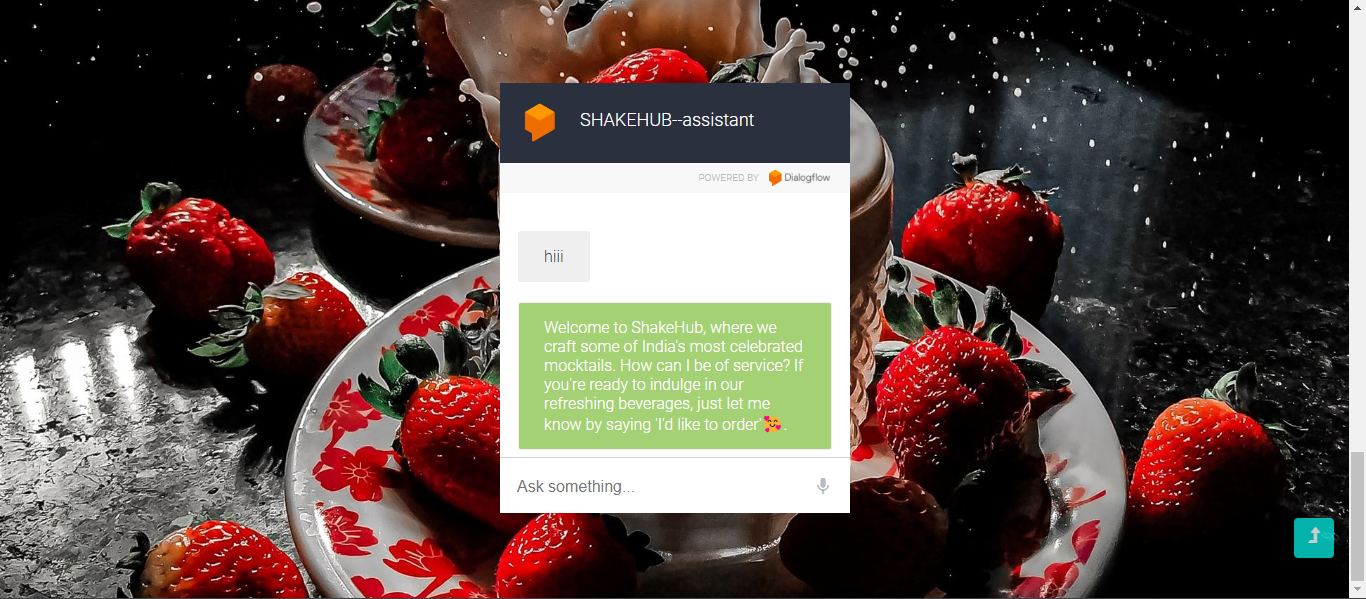 SHAKEHUB--assistant
POWERED BY Dialogflow
hiii
Welcome to ShakeHub, where we
craft some of India's most celebrated
mocktails. How can I be of service? If
you're ready to indulge in our
refreshing beverages, just let me
know by saying 'I'd like to order'🥰.
Ask something...